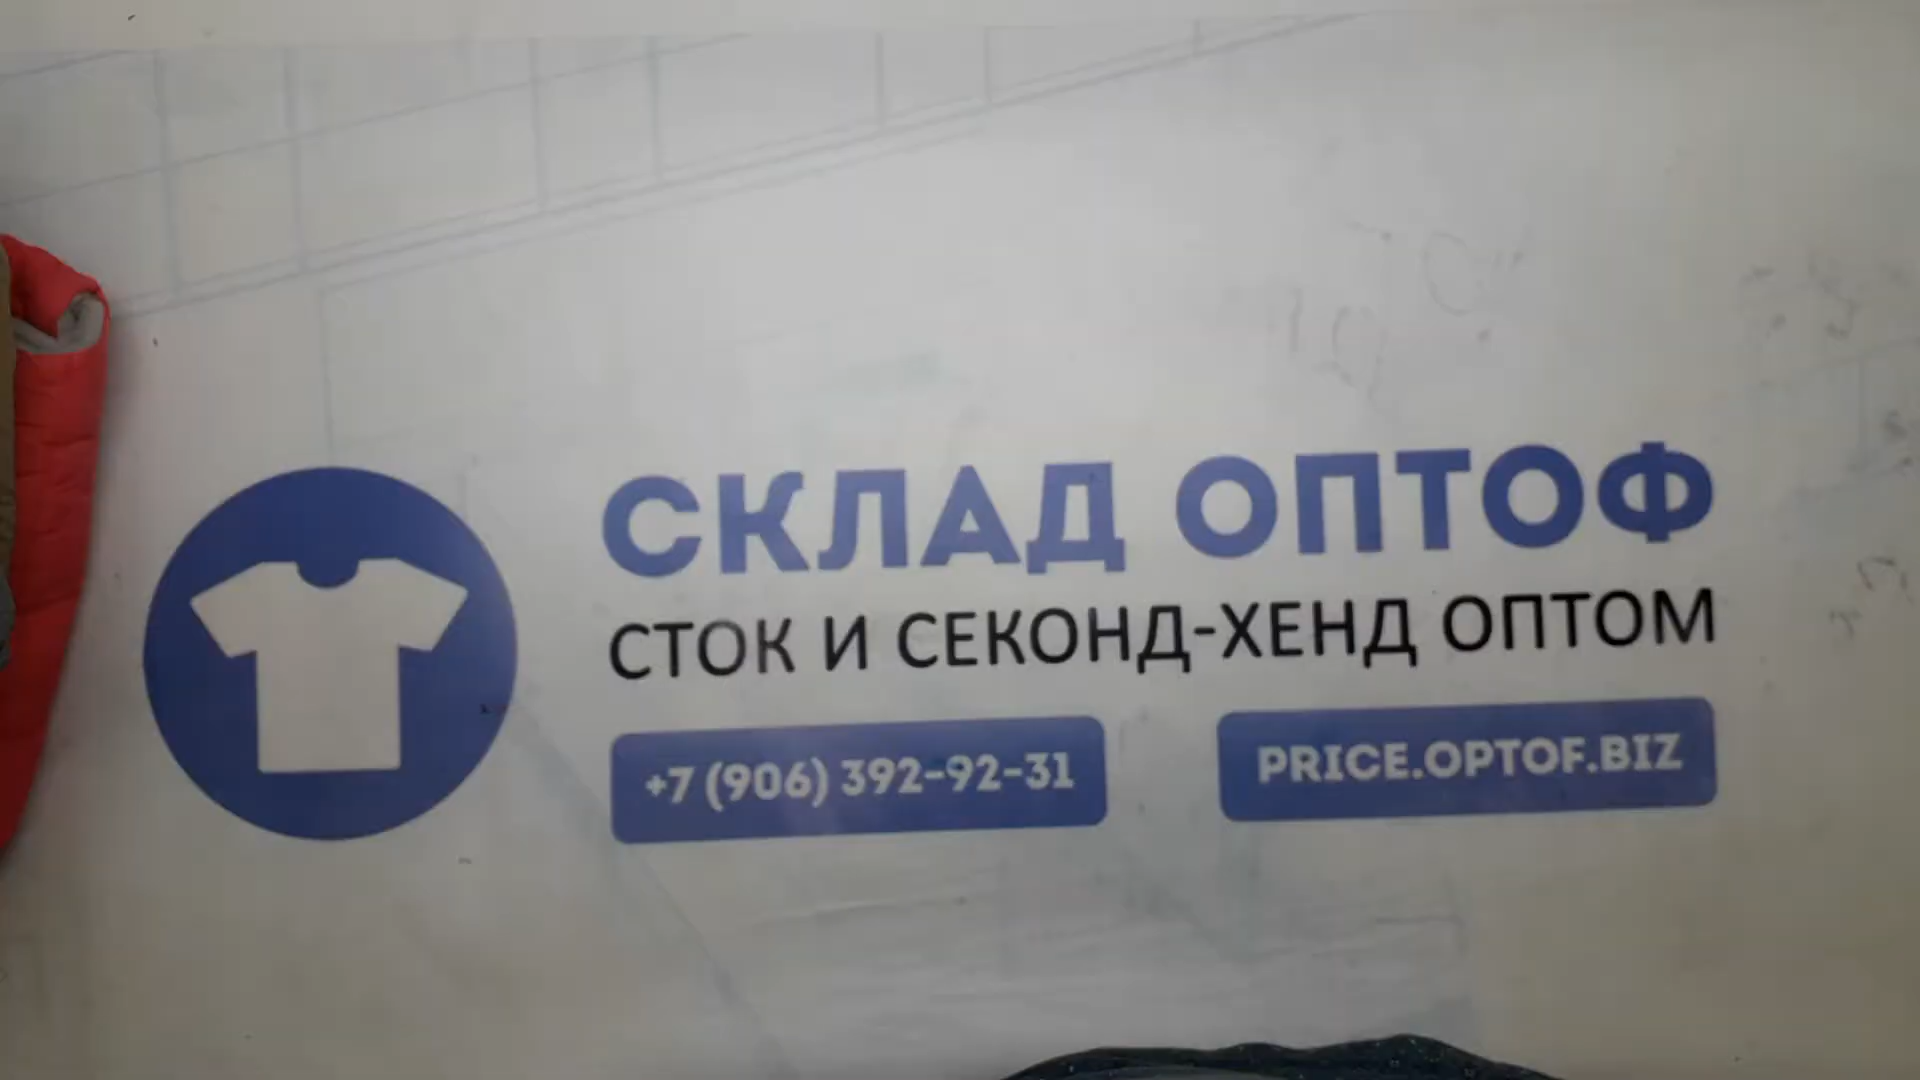 СКЛАД ОПТОФ
СТОК И СЕКОНД-ХЕНД ОПТОМ
+7 (906) 392-92-31
PRICE.OPTOF.BIZ